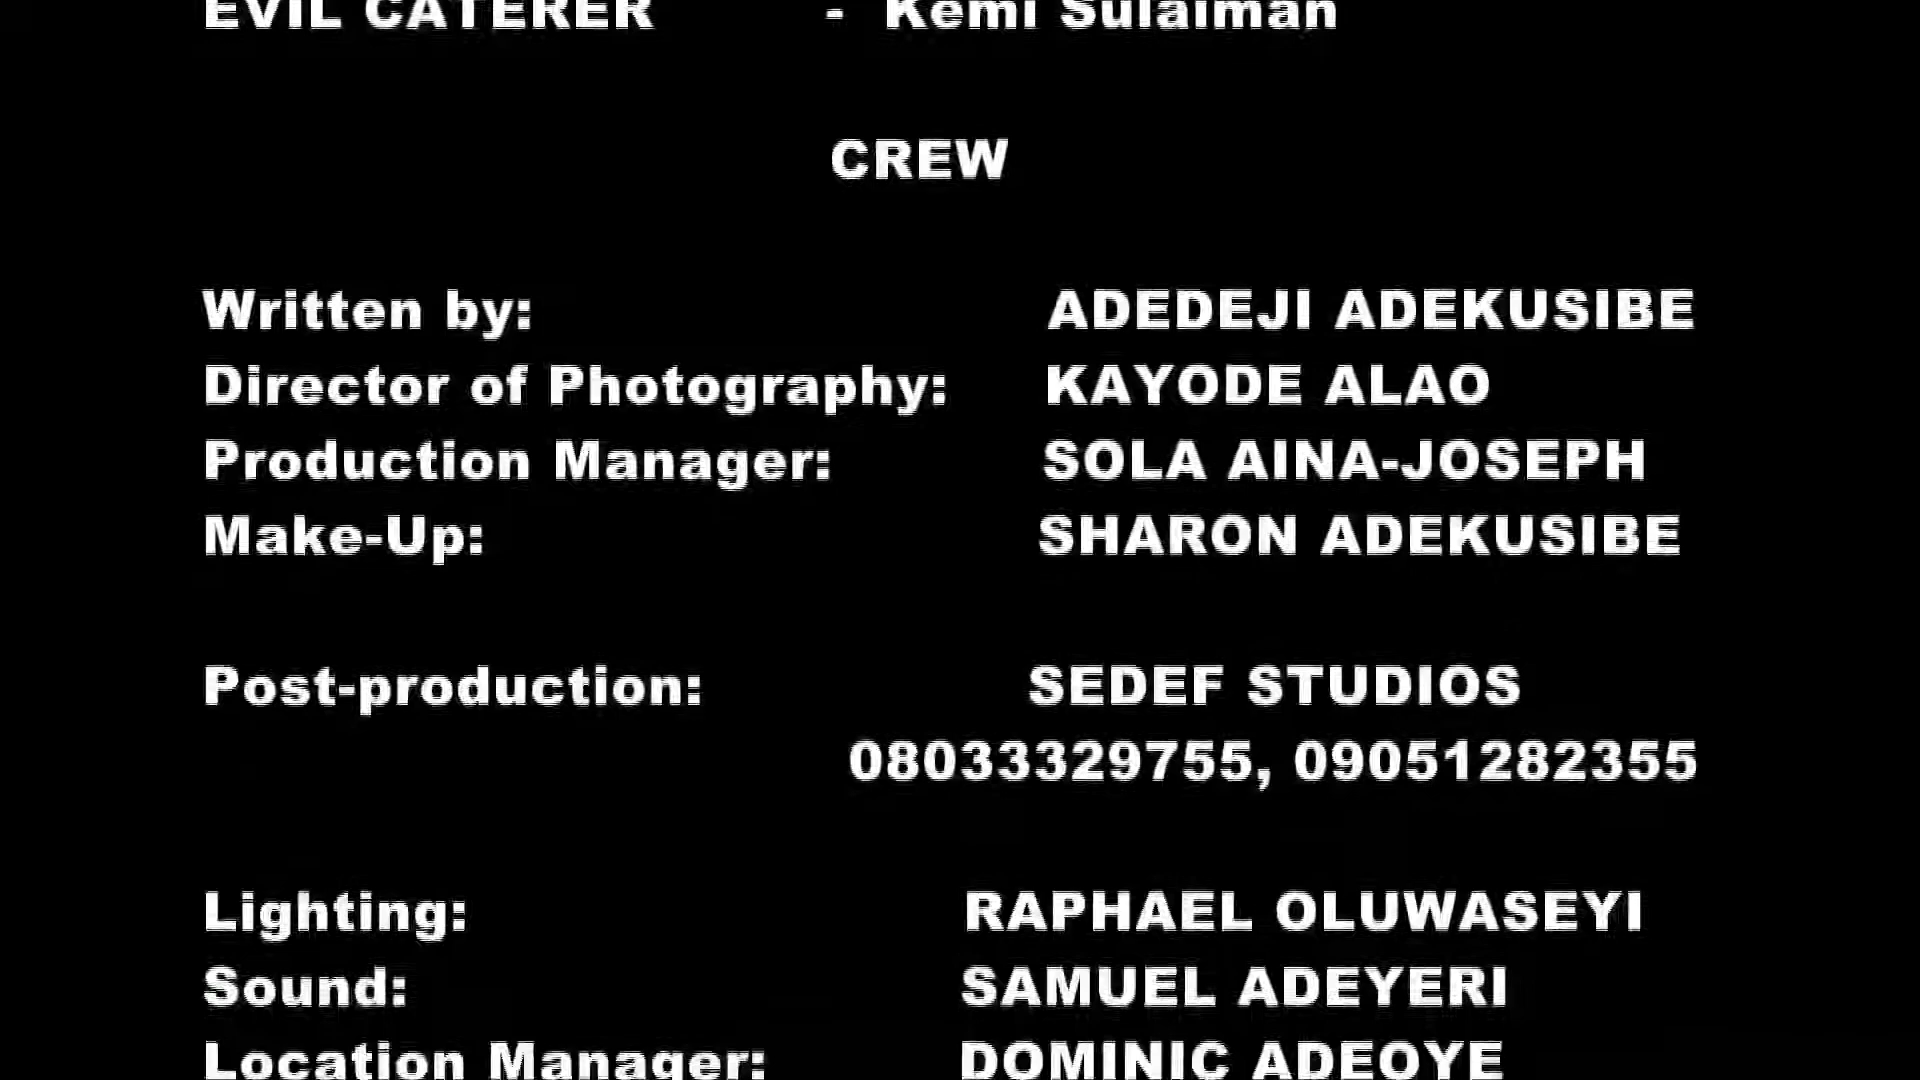 EVIL CATERER - Kemi Sulaiman
CREW
Written by: ADEDEJI ADEKUSIBE
Director of Photography: KAYODE ALAO
Production Manager: SOLA AINA-JOSEPH
Make-Up: SHARON ADEKUSIBE
Post-production: SEDEF STUDIOS
08033329755, 09051282355
Lighting: RAPHAEL OLUWASEYI
Sound: SAMUEL ADEYERI
Location Manager: DOMINIC ADEOYE